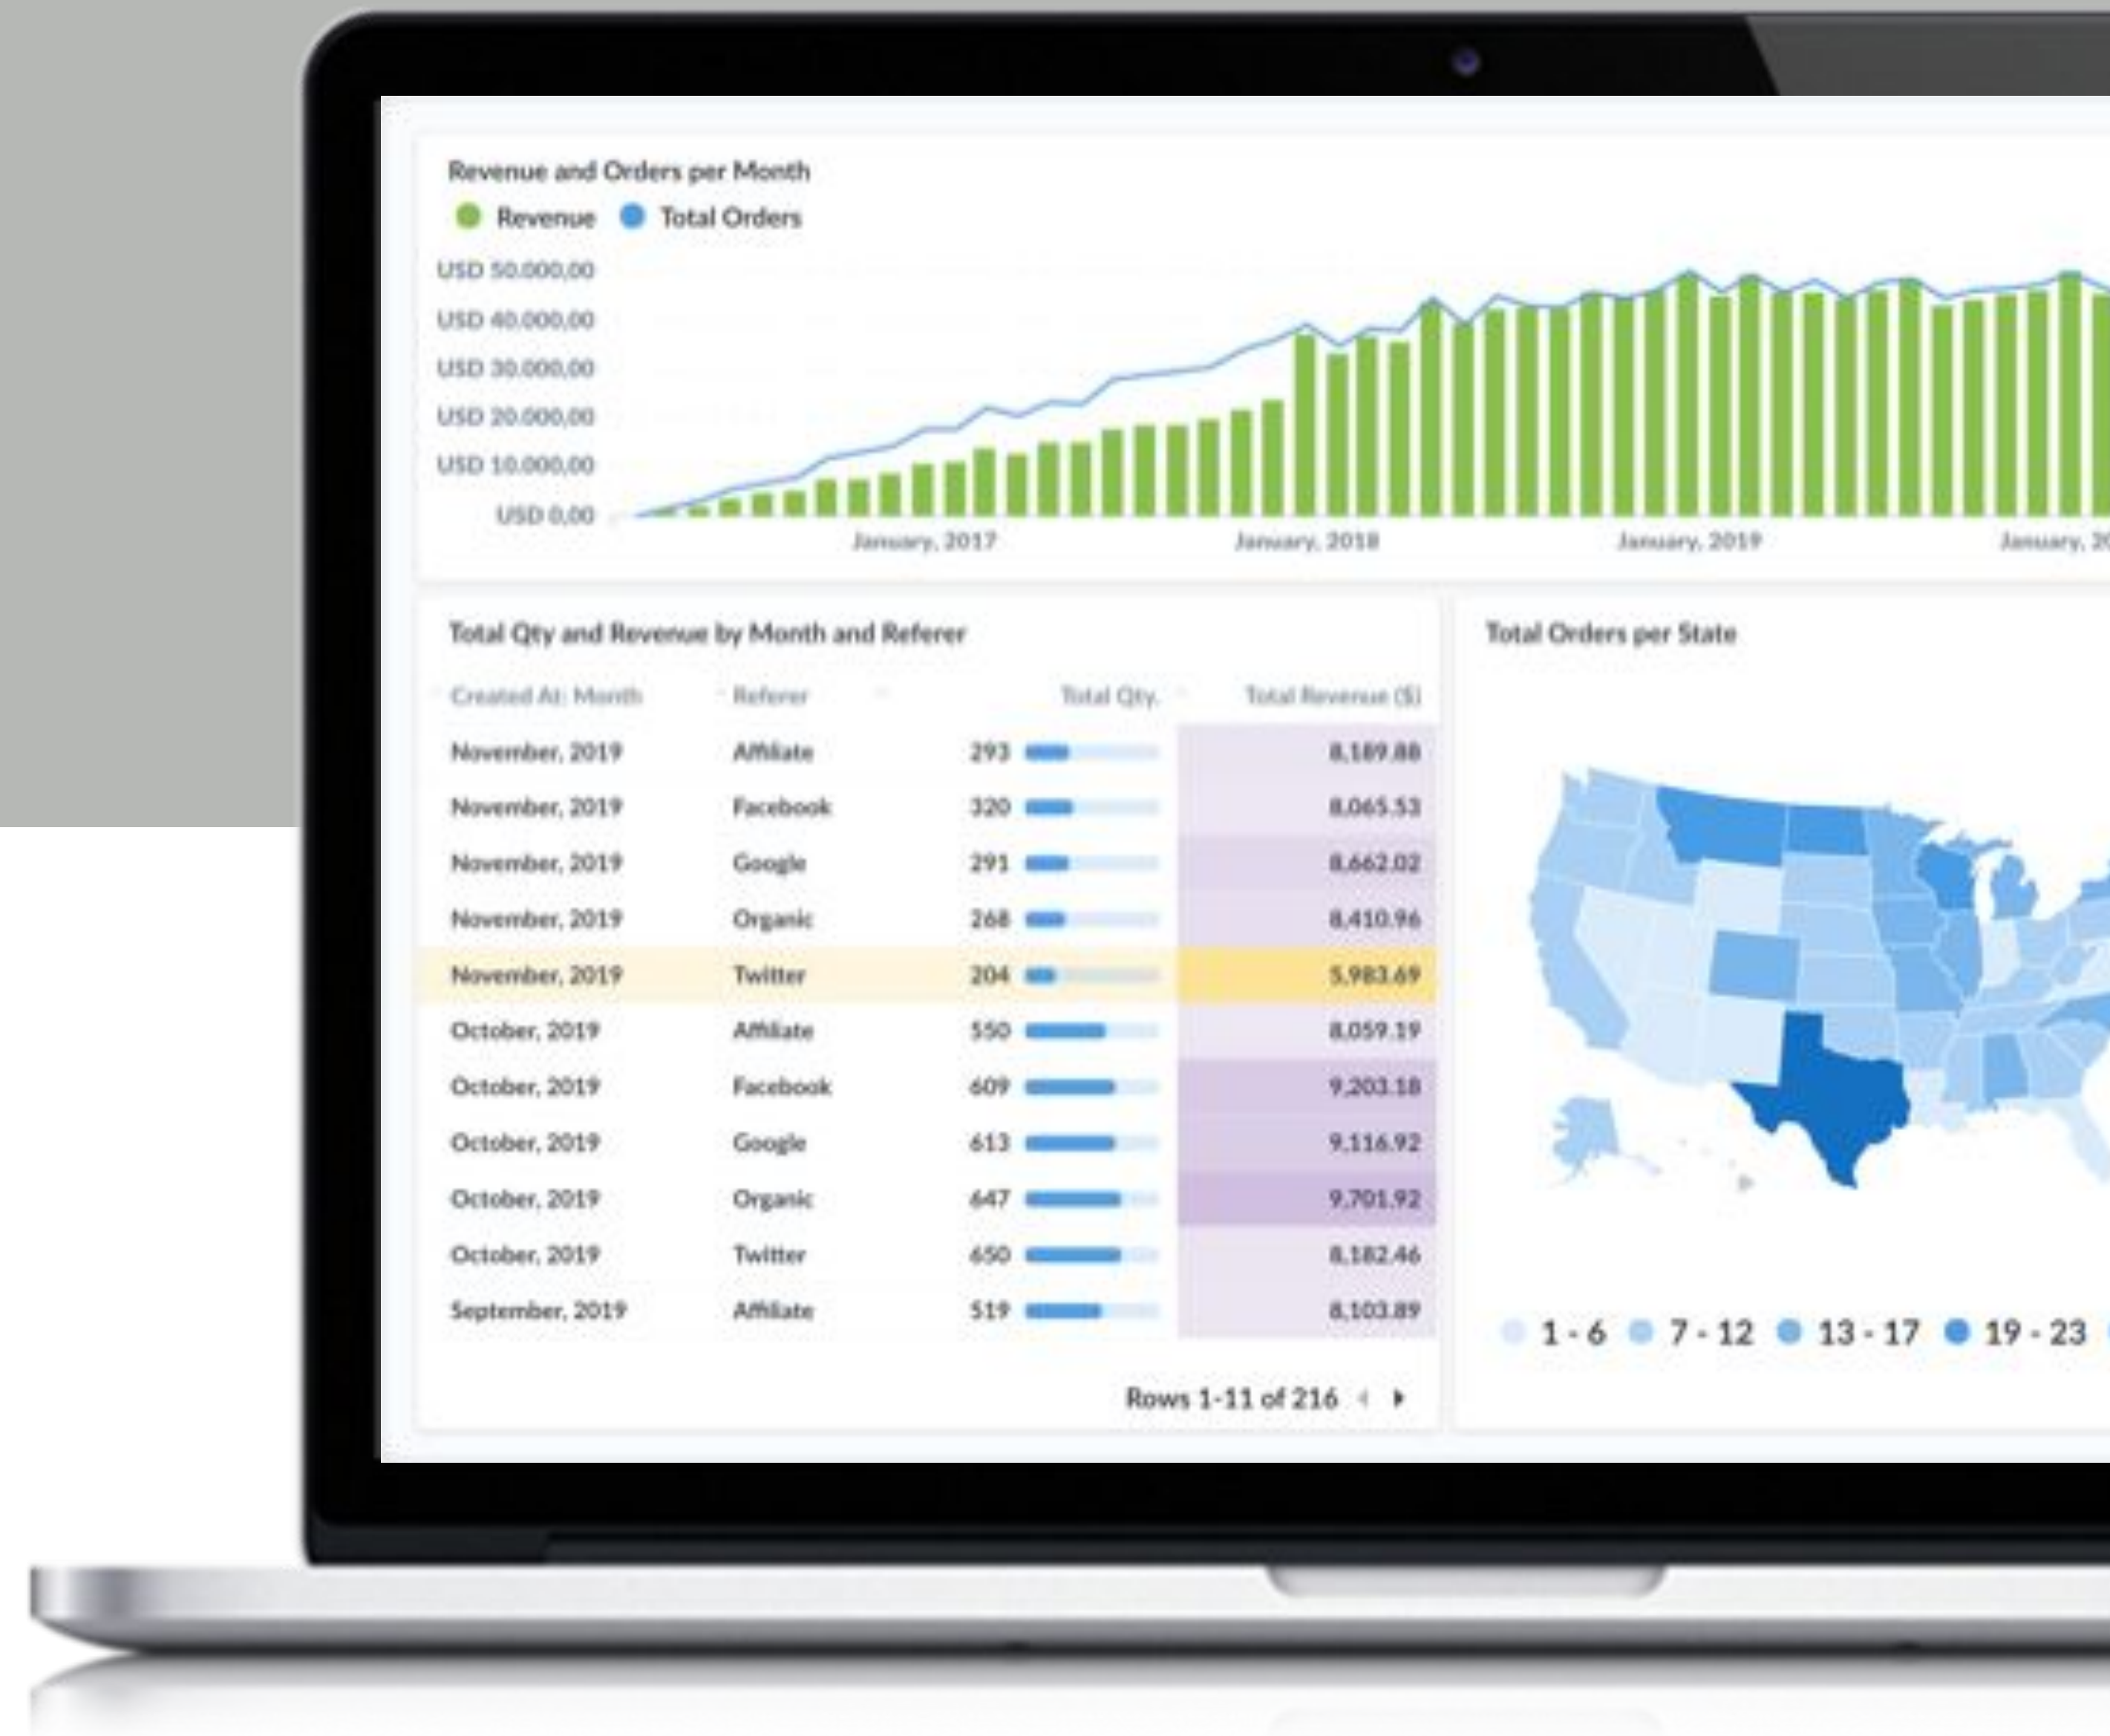 Revenue and Orders per Month
Revenue Total Orders
USD 50.000,00
USD 40.000,00
USD 30.000,00
USD 20.000,00
USD 10.000,00
USD 0,00
January, 2017 January, 2018 January, 2019 January, 20
Total Qty and Revenue by Month and Referer
Created At: Month Referer Total Qty. Total Revenue ($)
November, 2019 Affiliate 293 8,189.88
November, 2019 Facebook 320 8,065.53
November, 2019 Google 291 8,662.02
November, 2019 Organic 268 8,410.96
November, 2019 Twitter 204 5,983.69
October, 2019 Affiliate 550 8,059.19
October, 2019 Facebook 609 9,203.18
October, 2019 Google 613 9,116.92
October, 2019 Organic 647 9,701.92
October, 2019 Twitter 650 8,182.46
September, 2019 Affiliate 519 8,103.89
Rows 1-11 of 216
Total Orders per State
1 - 6 7 - 12 13 - 17 19 - 23